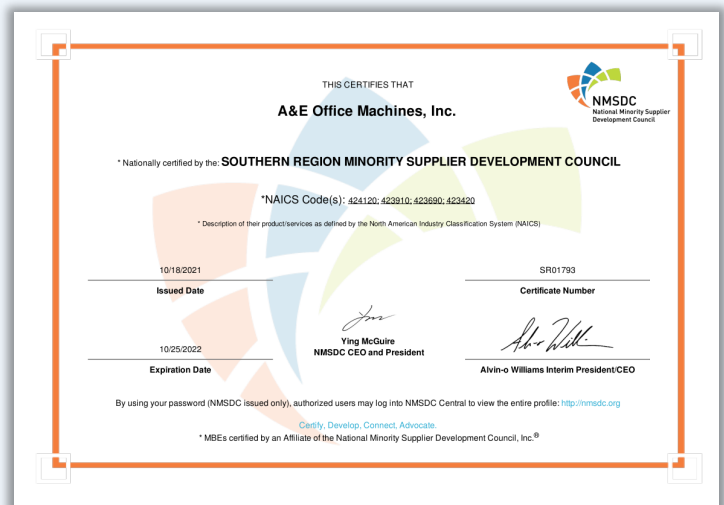 THIS CERTIFIES THAT
NMSDC
National Minority Supplier
Development Council
A&E Office Machines, Inc.
* Nationally certified by the: SOUTHERN REGION MINORITY SUPPLIER DEVELOPMENT COUNCIL
*NAICS Code(s): 424120; 423910; 423690; 423420
* Description of their product/services as defined by the North American Industry Classification System (NAICS)
10/18/2021
Issued Date
SR01793
Certificate Number
10/25/2022
Expiration Date
Ying McGuire
NMSDC CEO and President
Alvin-o Williams Interim President/CEO
By using your password (NMSDC issued only), authorized users may log into NMSDC Central to view the entire profile: http://nmsdc.org
Certify, Develop, Connect, Advocate.
* MBEs certified by an Affiliate of the National Minority Supplier Development Council, Inc.®